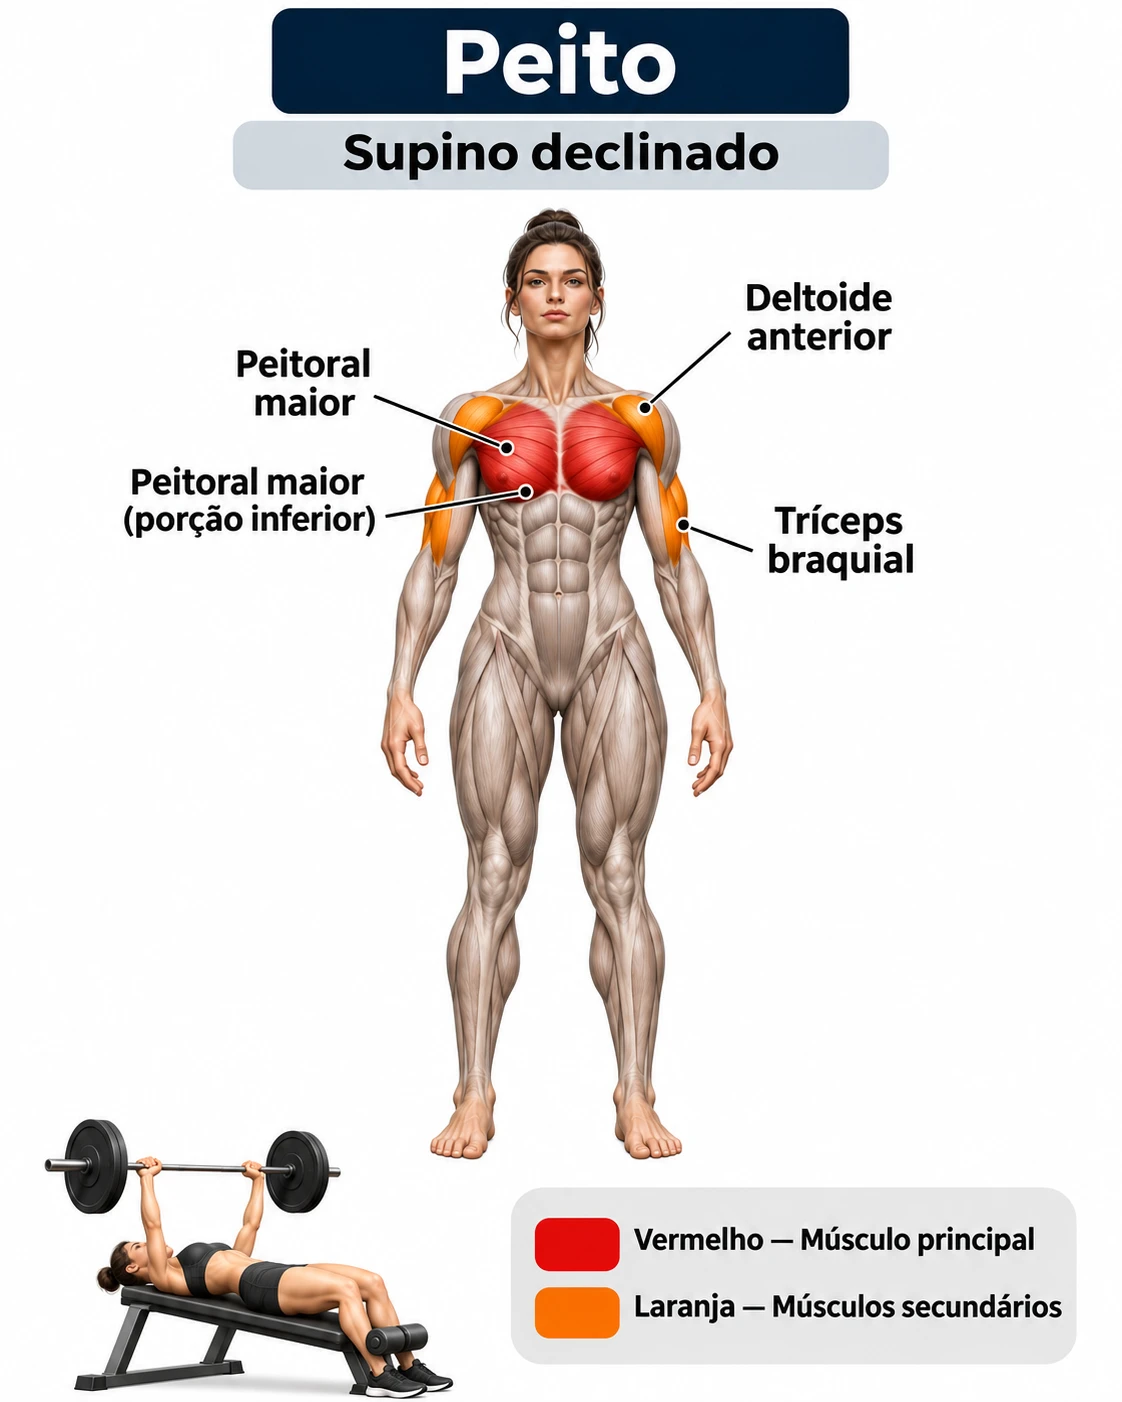 Peito
Supino declinado
Deltoide
anterior
Peitoral
maior
Peitoral maior
(porção inferior)
Tríceps
braquial
Vermelho — Músculo principal
Laranja — Músculos secundários